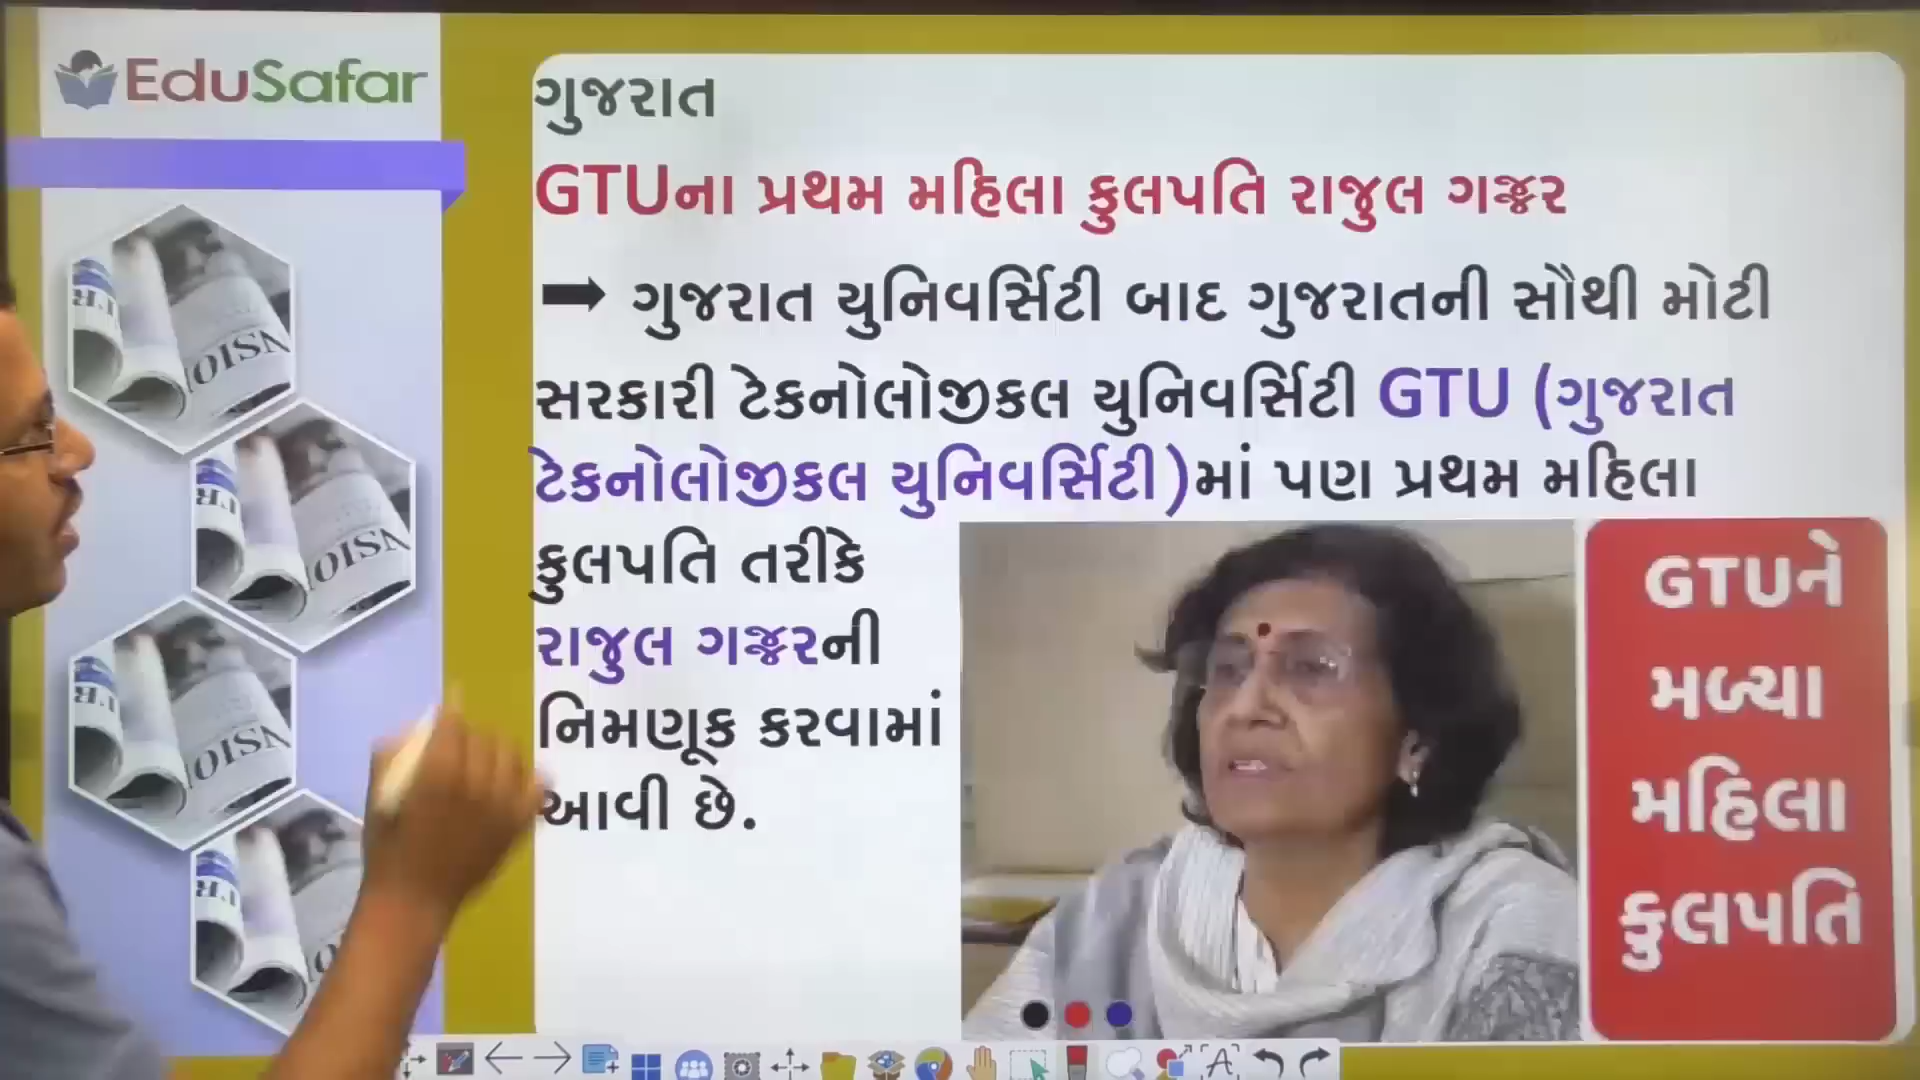 EduSafar
ગુજરાત
GTUના પ્રથમ મહિલા કુલપતિ રાજુલ ગજ્જર
➡ ગુજરાત યુનિવર્સિટી બાદ ગુજરાતની સૌથી મોટી
સરકારી ટેકનોલોજીકલ યુનિવર્સિટી GTU (ગુજરાત
ટેકનોલોજીકલ યુનિવર્સિટી)માં પણ પ્રથમ મહિલા
કુલપતિ તરીકે
રાજુલ ગજ્જરની
નિમણૂક કરવામાં
આવી છે.
GTUને
મળ્યા
મહિલા
કુલપતિ